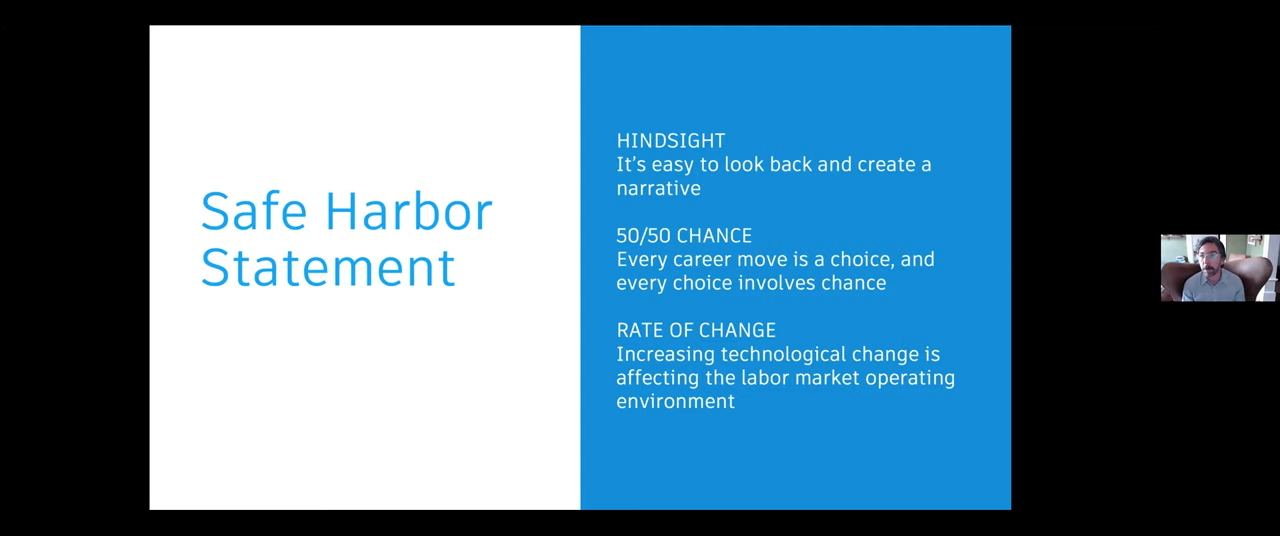 Safe Harbor
Statement
HINDSIGHT
It’s easy to look back and create a
narrative
50/50 CHANCE
Every career move is a choice, and
every choice involves chance
RATE OF CHANGE
Increasing technological change is
affecting the labor market operating
environment